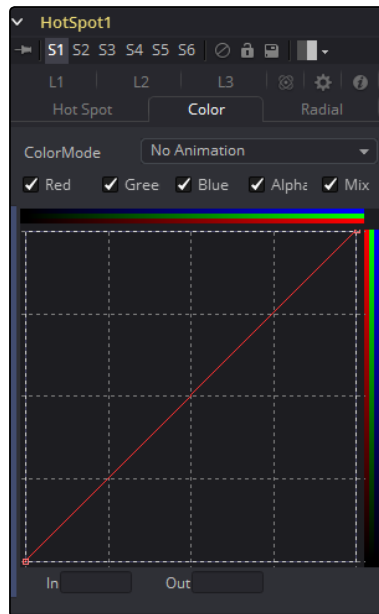 HotSpot1
S1 S2 S3 S4 S5 S6
L1 L2 L3
Hot Spot Color Radial
ColorMode No Animation
Red Gree Blue Alpha Mix
In Out